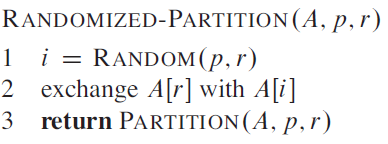 RANDOMIZED-PARTITION(A, p, r)
1 i = RANDOM(p, r)
2 exchange A[r] with A[i]
3 return PARTITION(A, p, r)